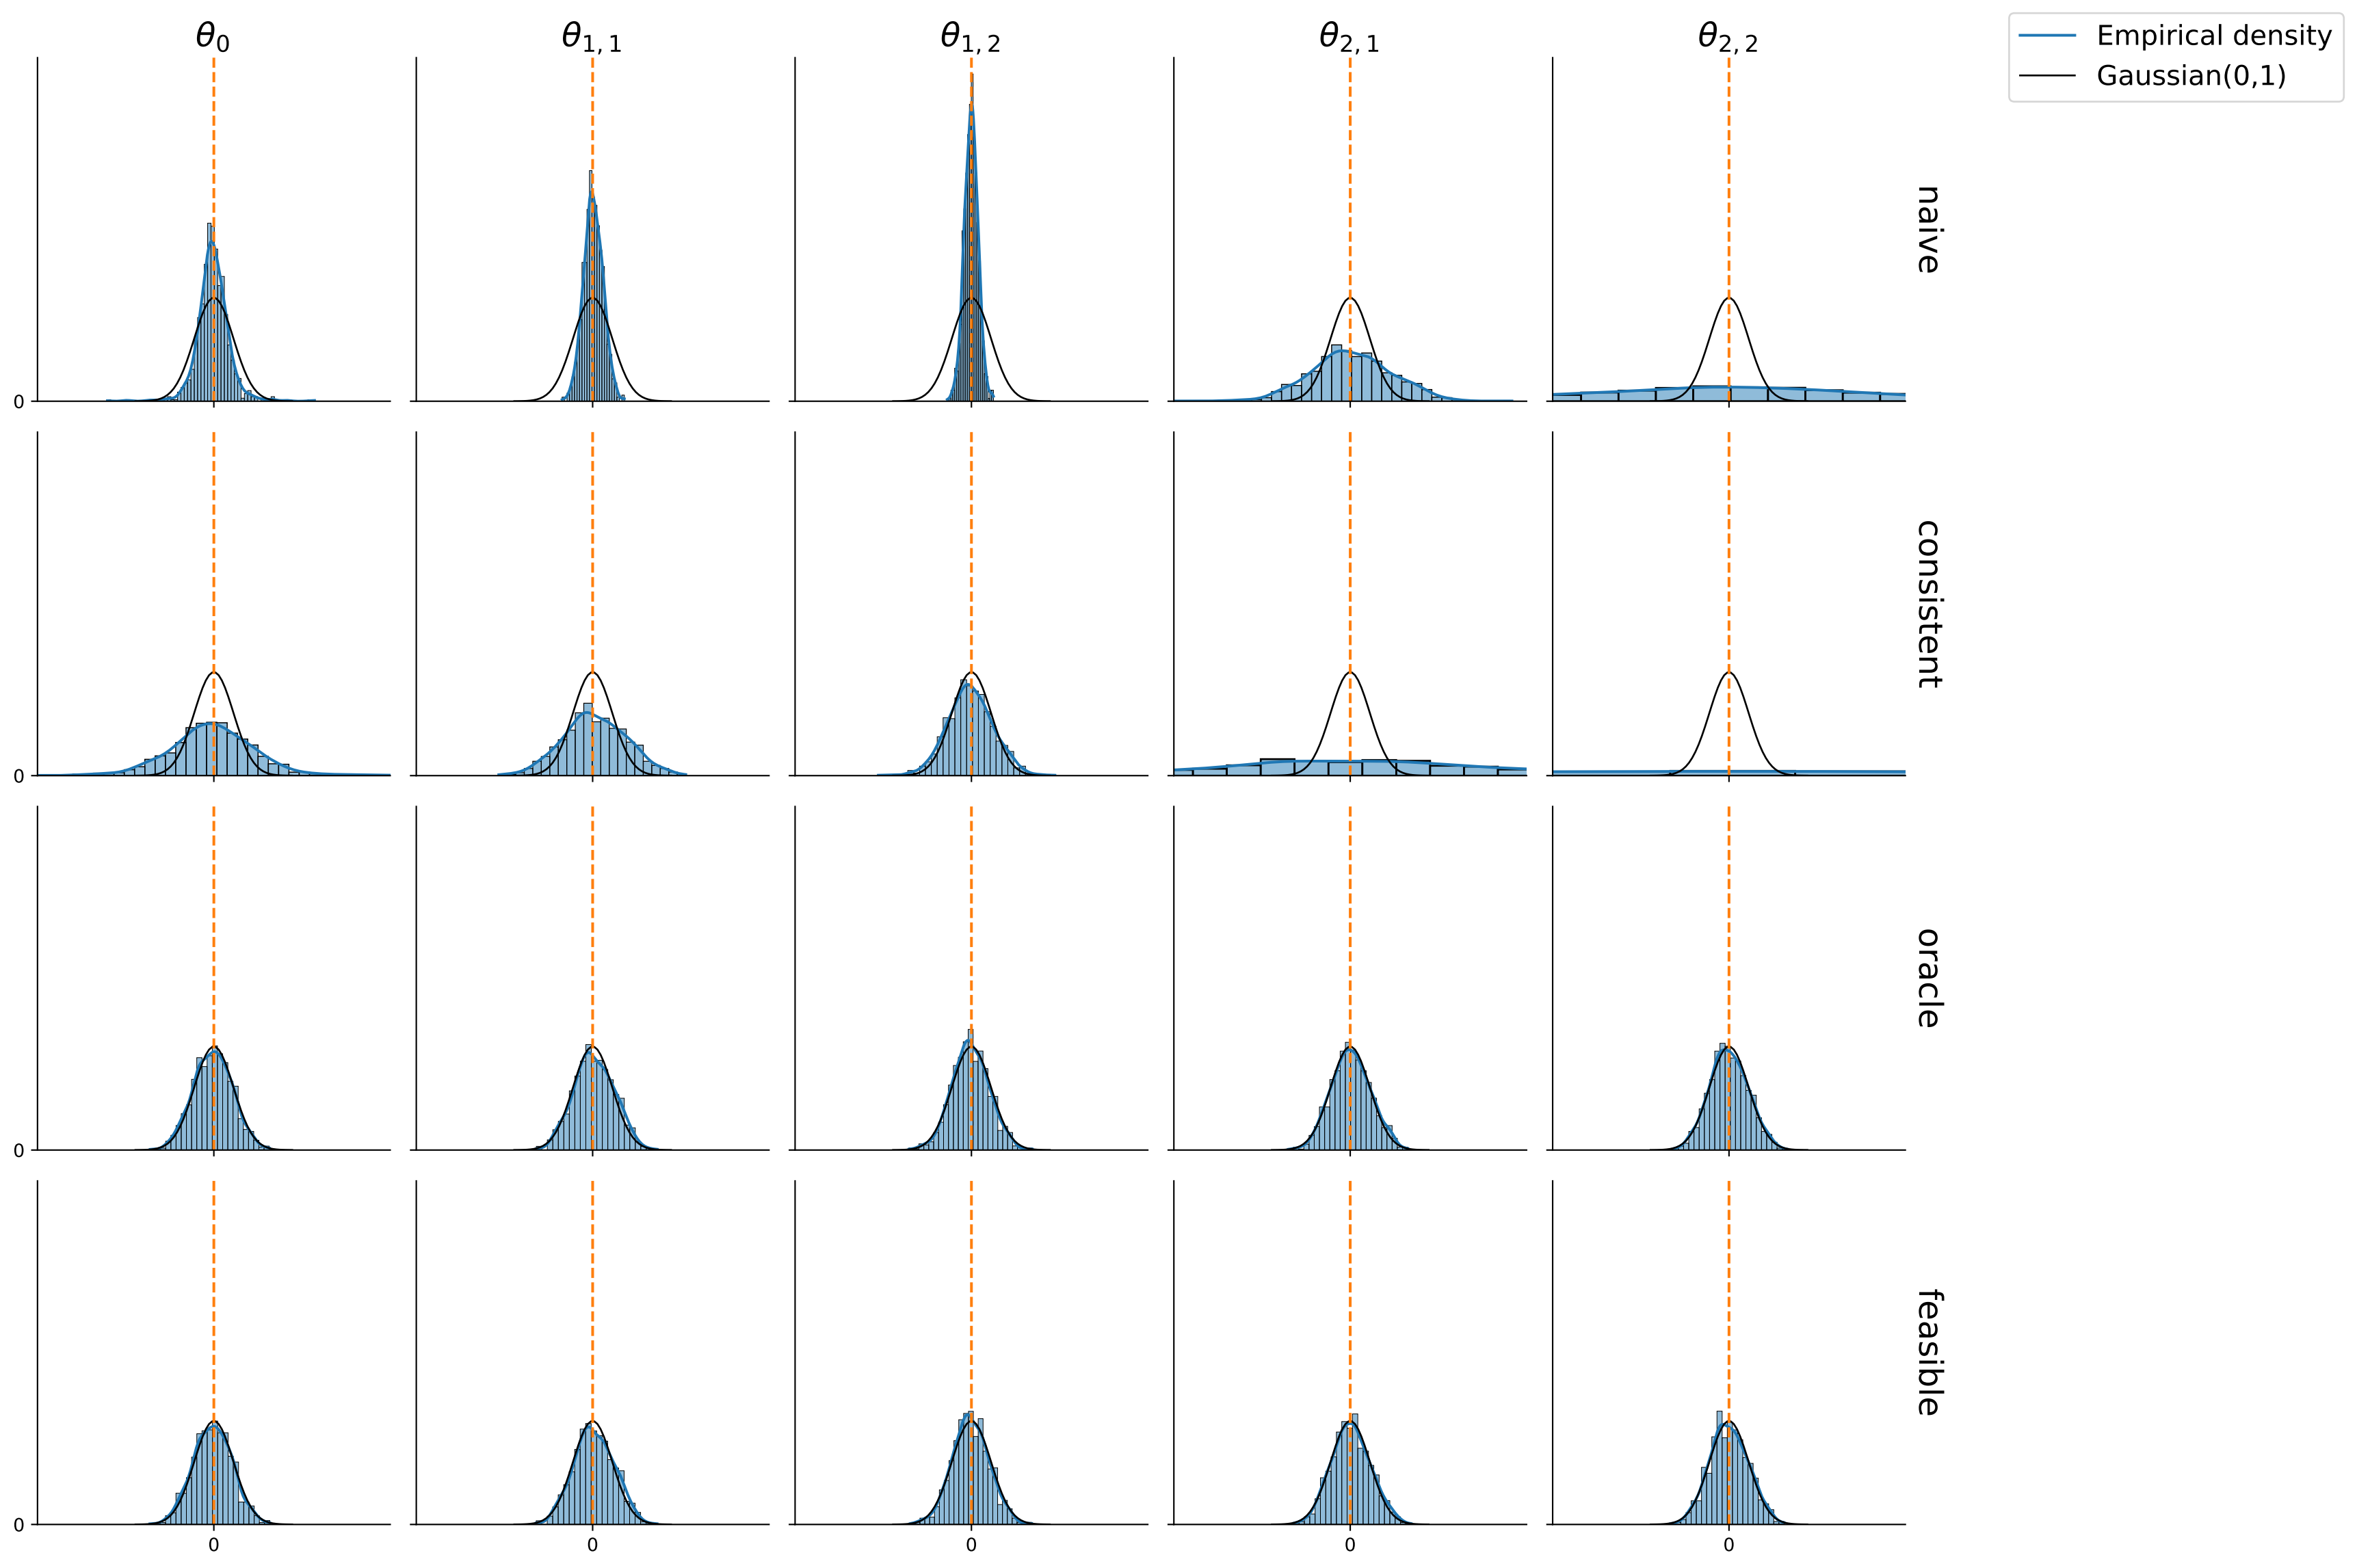 θ₀ θ₁,₁ θ₁,₂ θ₂,₁ θ₂,₂
Empirical density
Gaussian(0,1)
0
naive
0
consistent
0
oracle
0
feasible
0 0 0 0 0